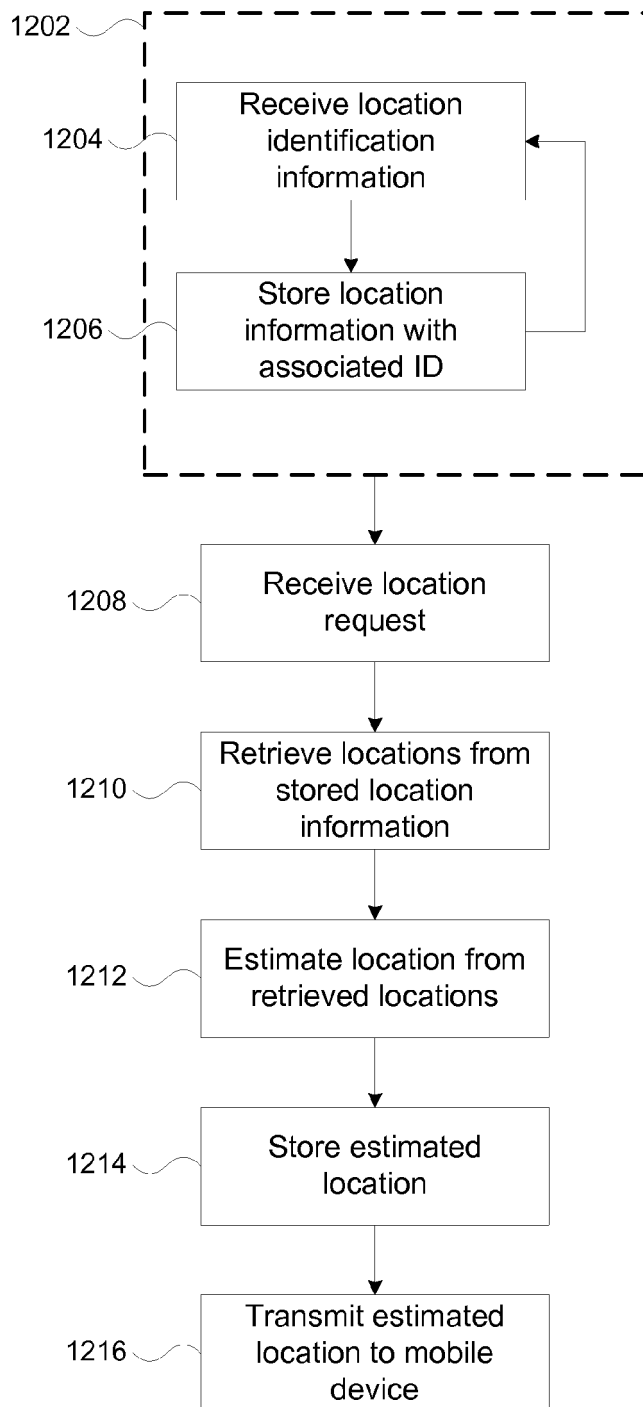 1202
1204
Receive location
identification
information
1206
Store location
information with
associated ID
1208
Receive location
request
1210
Retrieve locations from
stored location
information
1212
Estimate location from
retrieved locations
1214
Store estimated
location
1216
Transmit estimated
location to mobile
device